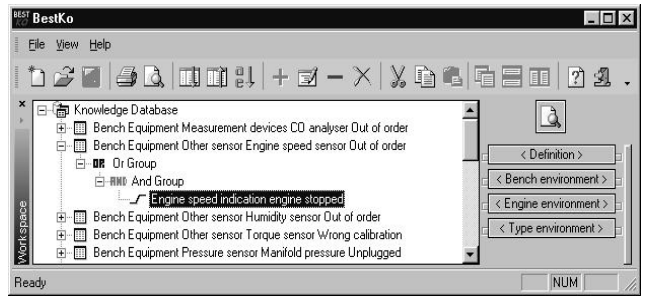 BEST KO BestKo
File View Help
Knowledge Database
Bench Equipment Measurement devices CO analyser Out of order
Bench Equipment Other sensor Engine speed sensor Out of order
OR Or Group
AND And Group
Engine speed indication engine stopped
Bench Equipment Other sensor Humidity sensor Out of order
Bench Equipment Other sensor Torque sensor Wrong calibration
Bench Equipment Pressure sensor Manifold pressure Unplugged
Workspace
< Definition >
< Bench environment >
< Engine environment >
< Type environment >
Ready
NUM